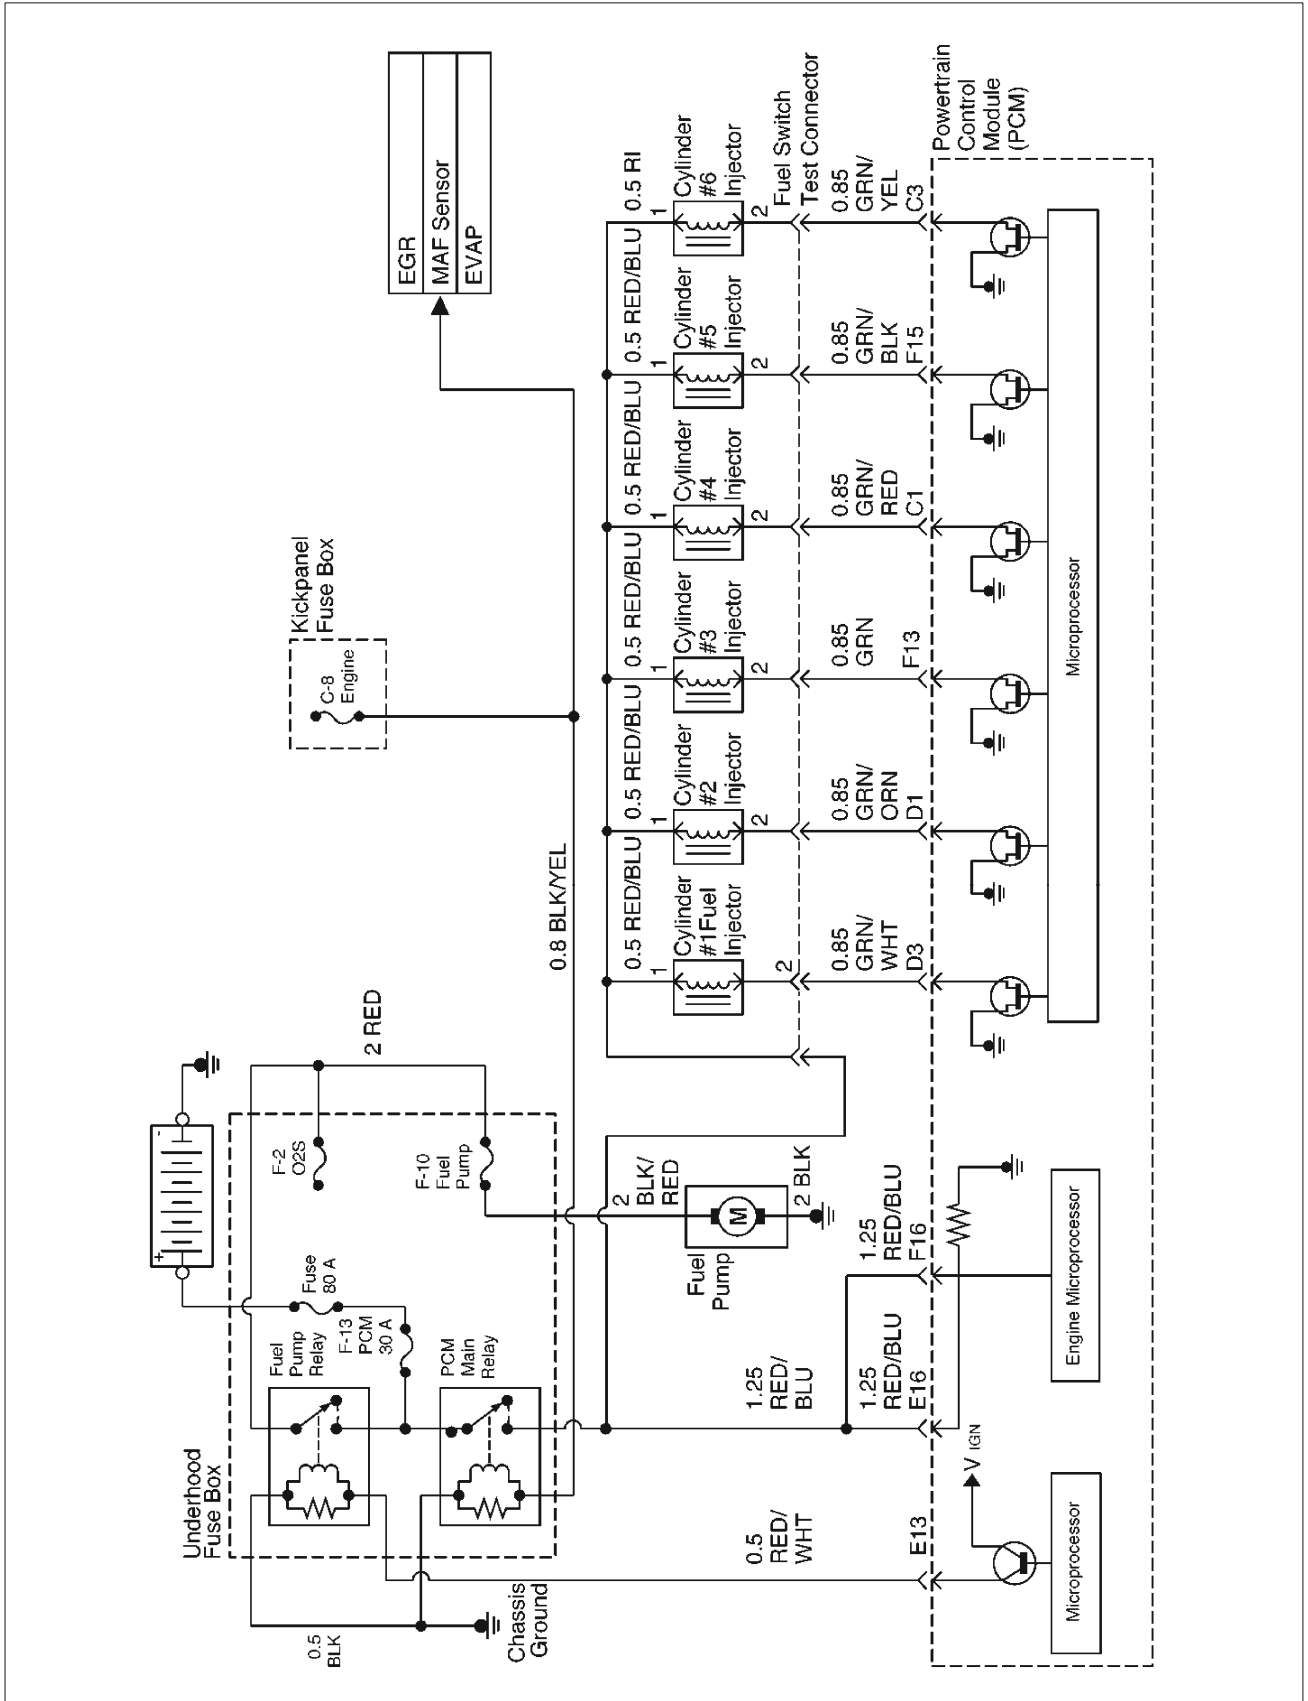 Underhood
Fuse Box
Fuel
Pump
Relay
F-13
PCM
30 A
Fuse
80 A
PCM
Main
Relay
+
-
F-2
O2S
F-10
Fuel
Pump
2 RED
0.5
BLK
Chassis
Ground
Kickpanel
Fuse Box
C-8
Engine
0.8 BLK/YEL
EGR
MAF Sensor
EVAP
2
BLK/
RED
M
2 BLK
Fuel
Pump
0.5 RED/BLU
0.5 RED/BLU
0.5 RED/BLU
0.5 RED/BLU
0.5 RED/BLU
0.5 RI
1
Cylinder
#1Fuel
Injector
2
1
Cylinder
#2
Injector
2
1
Cylinder
#3
Injector
2
1
Cylinder
#4
Injector
2
1
Cylinder
#5
Injector
2
1
Cylinder
#6
Injector
2
Fuel Switch
Test Connector
0.5
RED/
WHT
E13
1.25
RED/
BLU
1.25
RED/BLU
E16
1.25
RED/BLU
F16
0.85
GRN/
WHT
D3
0.85
GRN/
ORN
D1
0.85
GRN
F13
0.85
GRN/
RED
C1
0.85
GRN/
BLK
F15
0.85
GRN/
YEL
C3
Powertrain
Control
Module
(PCM)
V IGN
Microprocessor
Engine Microprocessor
Microprocessor